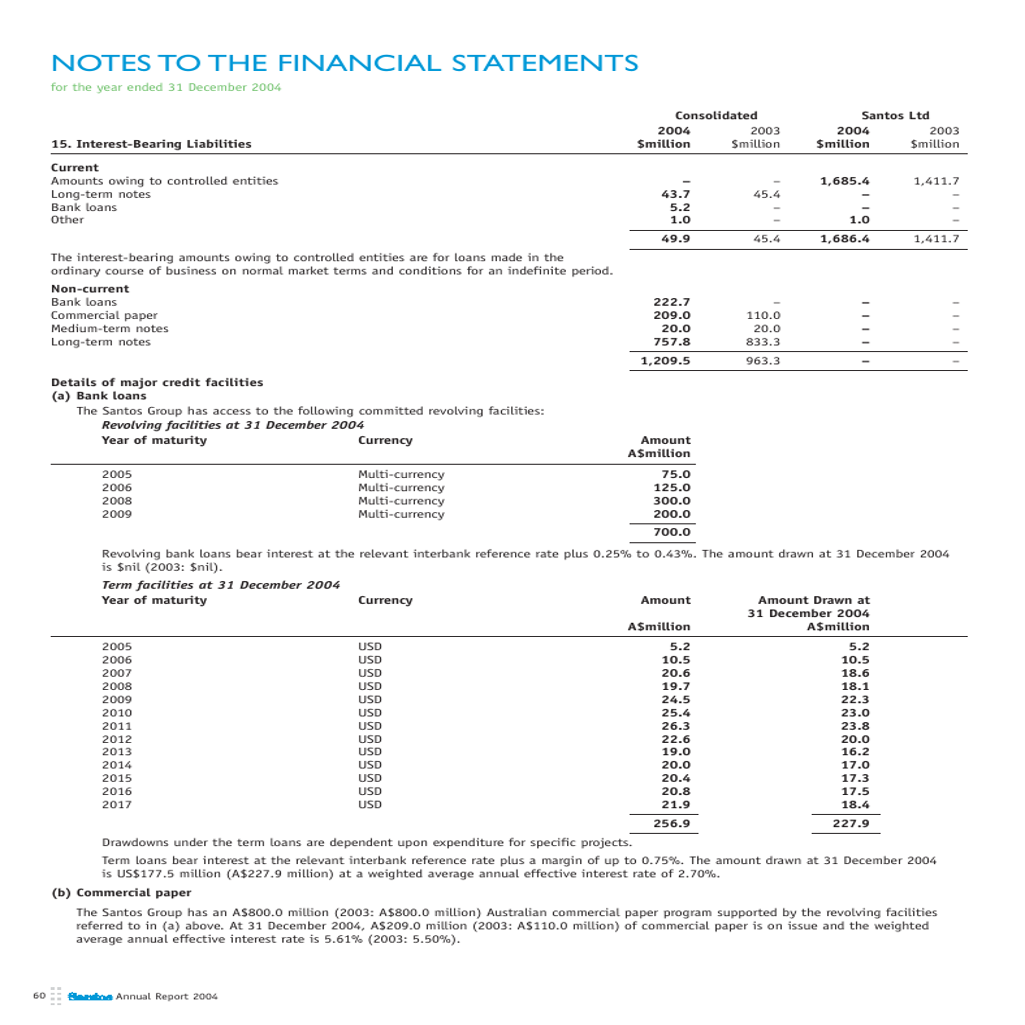 NOTES TO THE FINANCIAL STATEMENTS
for the year ended 31 December 2004
Consolidated Santos Ltd
2004 2003 2004 2003
15. Interest-Bearing Liabilities $million $million $million $million
Current
Amounts owing to controlled entities – – 1,685.4 1,411.7
Long-term notes 43.7 45.4 – –
Bank loans 5.2 – – –
Other 1.0 – 1.0 –
49.9 45.4 1,686.4 1,411.7
The interest-bearing amounts owing to controlled entities are for loans made in the
ordinary course of business on normal market terms and conditions for an indefinite period.
Non-current
Bank loans 222.7 – – –
Commercial paper 209.0 110.0 – –
Medium-term notes 20.0 20.0 – –
Long-term notes 757.8 833.3 – –
1,209.5 963.3 – –
Details of major credit facilities
(a) Bank loans
The Santos Group has access to the following committed revolving facilities:
Revolving facilities at 31 December 2004
Year of maturity Currency Amount
A$million
2005 Multi-currency 75.0
2006 Multi-currency 125.0
2008 Multi-currency 300.0
2009 Multi-currency 200.0
700.0
Revolving bank loans bear interest at the relevant interbank reference rate plus 0.25% to 0.43%. The amount drawn at 31 December 2004
is $nil (2003: $nil).
Term facilities at 31 December 2004
Year of maturity Currency Amount Amount Drawn at
31 December 2004
A$million A$million
2005 USD 5.2 5.2
2006 USD 10.5 10.5
2007 USD 20.6 18.6
2008 USD 19.7 18.1
2009 USD 24.5 22.3
2010 USD 25.4 23.0
2011 USD 26.3 23.8
2012 USD 22.6 20.0
2013 USD 19.0 16.2
2014 USD 20.0 17.0
2015 USD 20.4 17.3
2016 USD 20.8 17.5
2017 USD 21.9 18.4
256.9 227.9
Drawdowns under the term loans are dependent upon expenditure for specific projects.
Term loans bear interest at the relevant interbank reference rate plus a margin of up to 0.75%. The amount drawn at 31 December 2004
is US$177.5 million (A$227.9 million) at a weighted average annual effective interest rate of 2.70%.
(b) Commercial paper
The Santos Group has an A$800.0 million (2003: A$800.0 million) Australian commercial paper program supported by the revolving facilities
referred to in (a) above. At 31 December 2004, A$209.0 million (2003: A$110.0 million) of commercial paper is on issue and the weighted
average annual effective interest rate is 5.61% (2003: 5.50%).
60 Santos Annual Report 2004